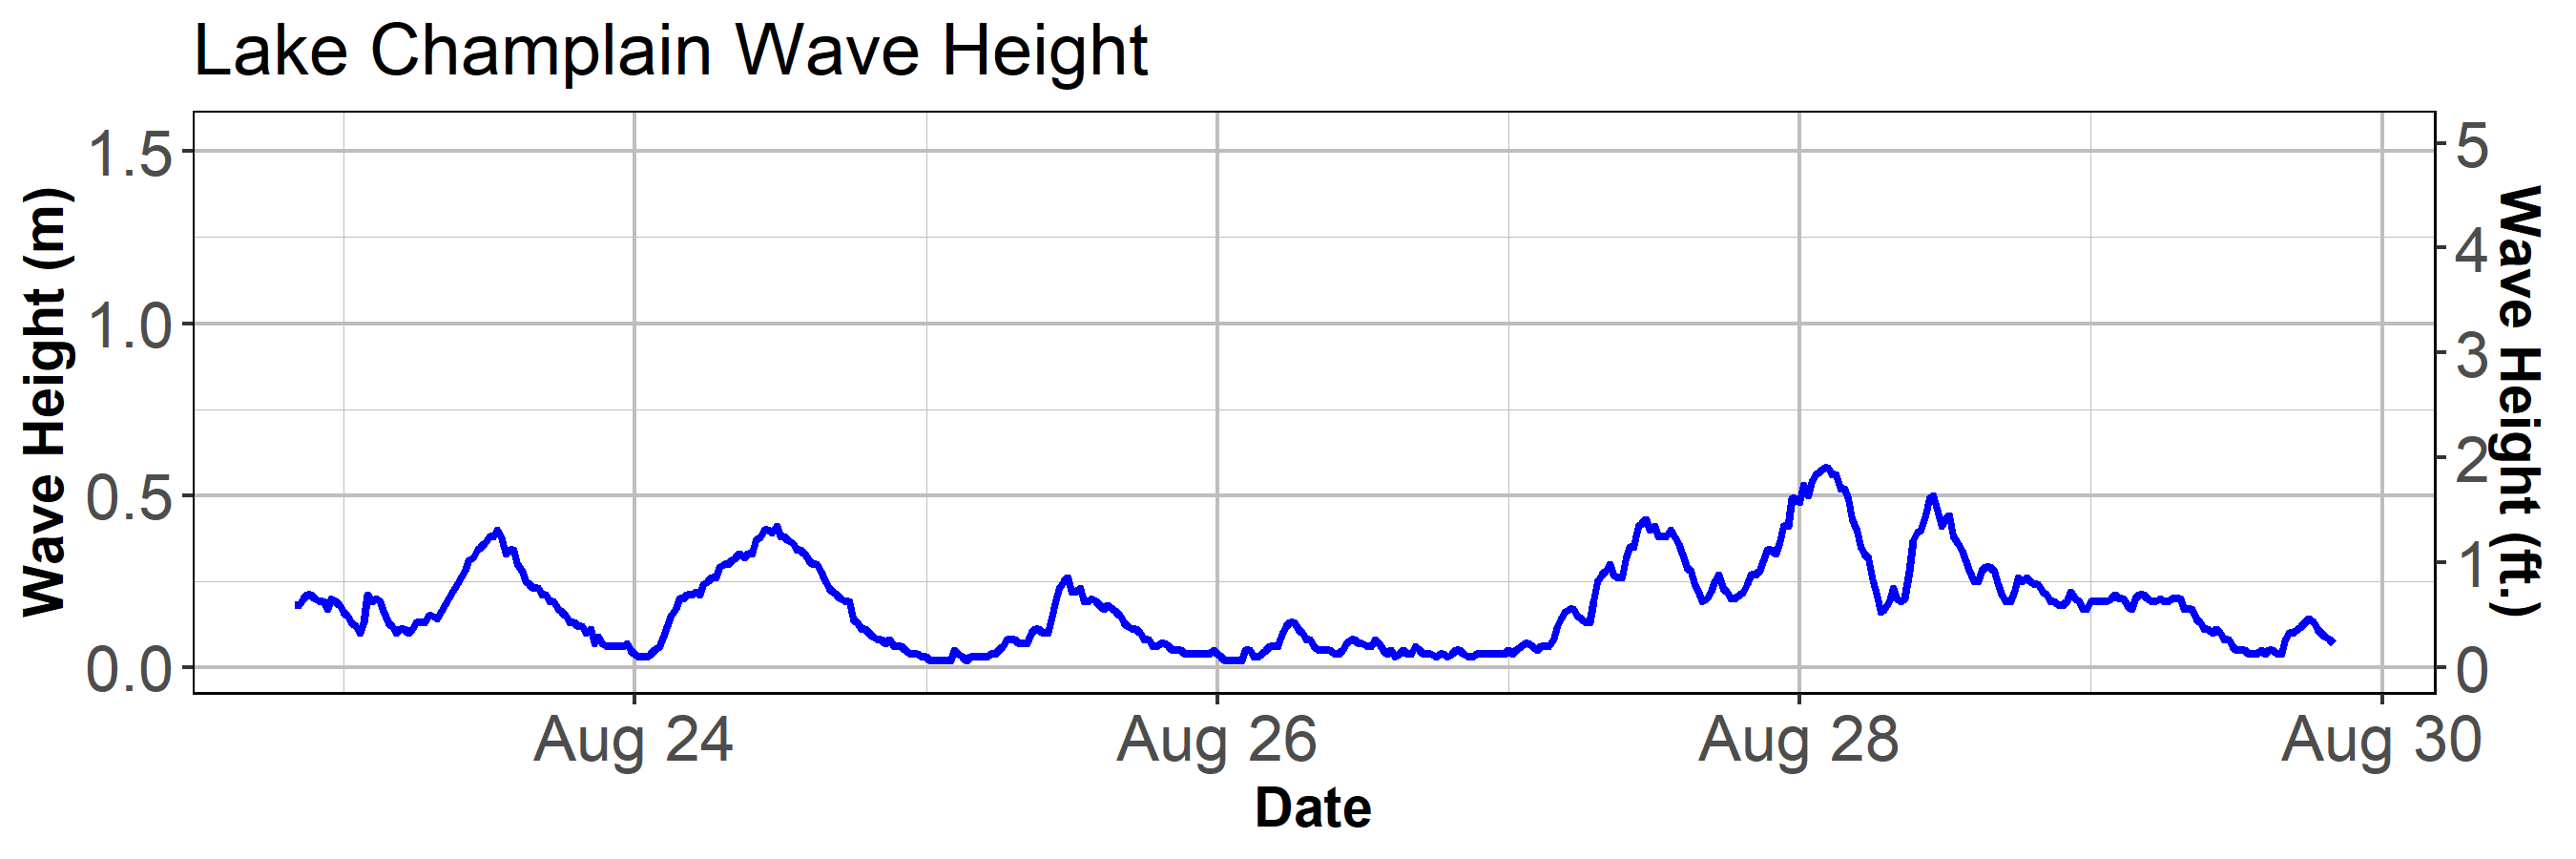 Lake Champlain Wave Height
Wave Height (m)
1.5
1.0
0.5
0.0
5
4
3
2
1
0
Wave Height (ft.)
Aug 24
Aug 26
Aug 28
Aug 30
Date